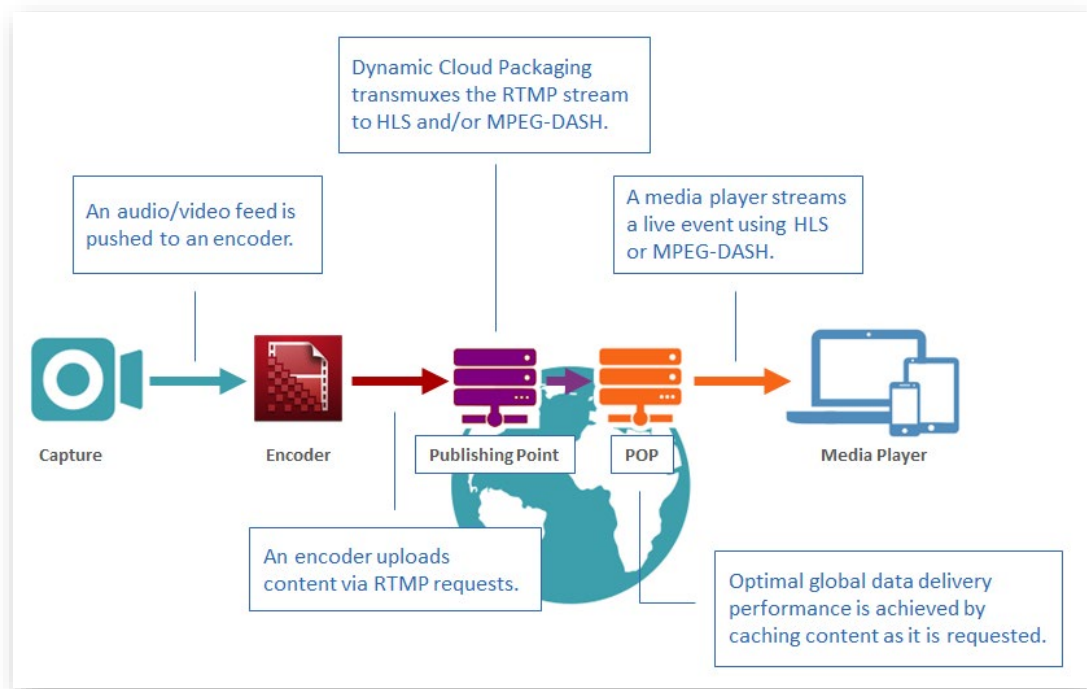 Dynamic Cloud Packaging
transmuxes the RTMP stream
to HLS and/or MPEG-DASH.
An audio/video feed is
pushed to an encoder.
A media player streams
a live event using HLS
or MPEG-DASH.
Capture
Encoder
Publishing Point
POP
Media Player
An encoder uploads
content via RTMP requests.
Optimal global data delivery
performance is achieved by
caching content as it is requested.